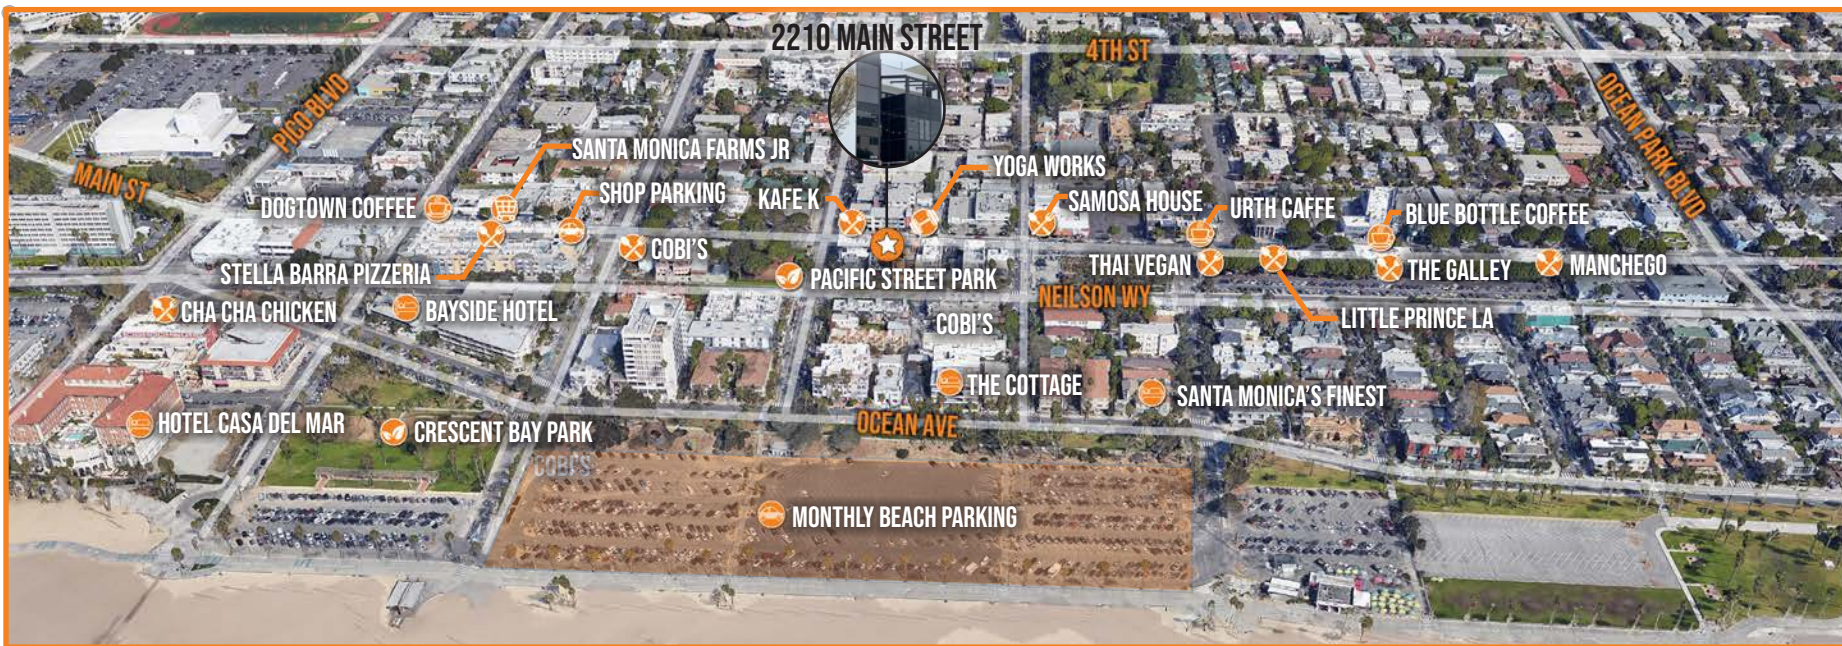 2210 MAIN STREET
4TH ST
PICO BLVD
OCEAN PARK BLVD
MAIN ST
SANTA MONICA FARMS JR
YOGA WORKS
DOGTOWN COFFEE
SHOP PARKING
KAFE K
SAMOSA HOUSE
URTH CAFFE
BLUE BOTTLE COFFEE
STELLA BARRA PIZZERIA
COBI'S
PACIFIC STREET PARK
THAI VEGAN
THE GALLEY
MANCHEGO
CHA CHA CHICKEN
BAYSIDE HOTEL
NEILSON WY
COBI'S
LITTLE PRINCE LA
THE COTTAGE
SANTA MONICA'S FINEST
HOTEL CASA DEL MAR
CRESCENT BAY PARK
OCEAN AVE
COBI'S
MONTHLY BEACH PARKING